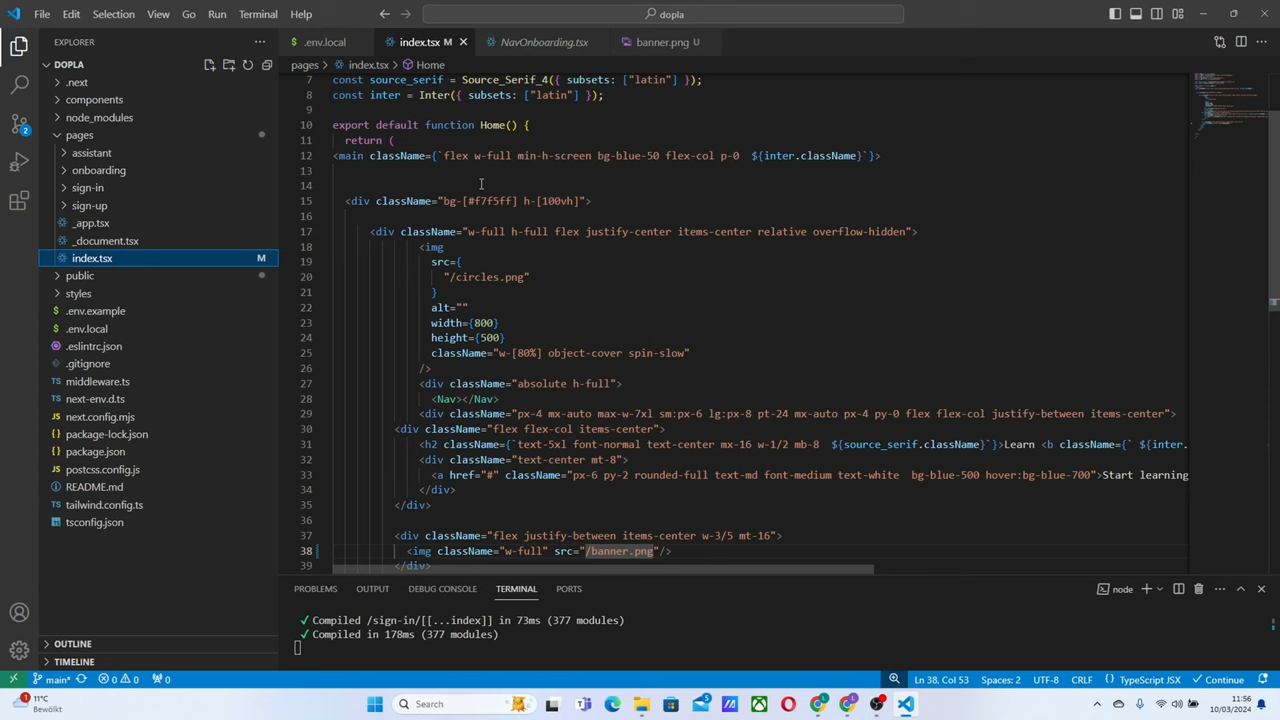 File Edit Selection View Go Run Terminal Help
dopla
EXPLORER
.env.local
index.tsx M
NavOnboarding.tsx
banner.png U
DOPLA
pages > index.tsx > Home
.next
components
node_modules
pages
assistant
onboarding
sign-in
sign-up
_app.tsx
_document.tsx
index.tsx M
public
styles
.env.example
.env.local
.eslintrc.json
.gitignore
middleware.ts
next-env.d.ts
next.config.mjs
package-lock.json
package.json
postcss.config.js
README.md
tailwind.config.ts
tsconfig.json
OUTLINE
TIMELINE
7 const source_serif = Source_Serif_4({ subsets: ["latin"] });
8 const inter = Inter({ subsets: ["latin"] });
9
10 export default function Home() {
11 return (
12 <main className={`flex w-full min-h-screen bg-blue-50 flex-col p-0 ${inter.className}`}>
13
14
15 <div className="bg-[#f7f5ff] h-[100vh]">
16
17 <div className="w-full h-full flex justify-center items-center relative overflow-hidden">
18 <img
19 src={
20 "/circles.png"
21 }
22 alt=""
23 width={800}
24 height={500}
25 className="w-[80%] object-cover spin-slow"
26 />
27 <div className="absolute h-full">
28 <Nav></Nav>
29 <div className="px-4 mx-auto max-w-7xl sm:px-6 lg:px-8 pt-24 mx-auto px-4 py-0 flex flex-col justify-between items-center">
30 <div className="flex flex-col items-center">
31 <h2 className={`text-5xl font-normal text-center mx-16 w-1/2 mb-8 ${source_serif.className}`}>Learn <b className={` ${inter.
32 <div className="text-center mt-8">
33 <a href="#" className="px-6 py-2 rounded-full text-md font-medium text-white bg-blue-500 hover:bg-blue-700">Start learning
34 </div>
35 </div>
36
37 <div className="flex justify-between items-center w-3/5 mt-16">
38 <img className="w-full" src="/banner.png"/>
39 </div>
PROBLEMS OUTPUT DEBUG CONSOLE TERMINAL PORTS
node
✓ Compiled /sign-in/[[...index]] in 73ms (377 modules)
✓ Compiled in 178ms (377 modules)
main* 0 0 0
Ln 38, Col 53 Spaces: 2 UTF-8 CRLF {} TypeScript JSX Continue
11°C
Bewölkt
Search
11:56
10/03/2024
2
1